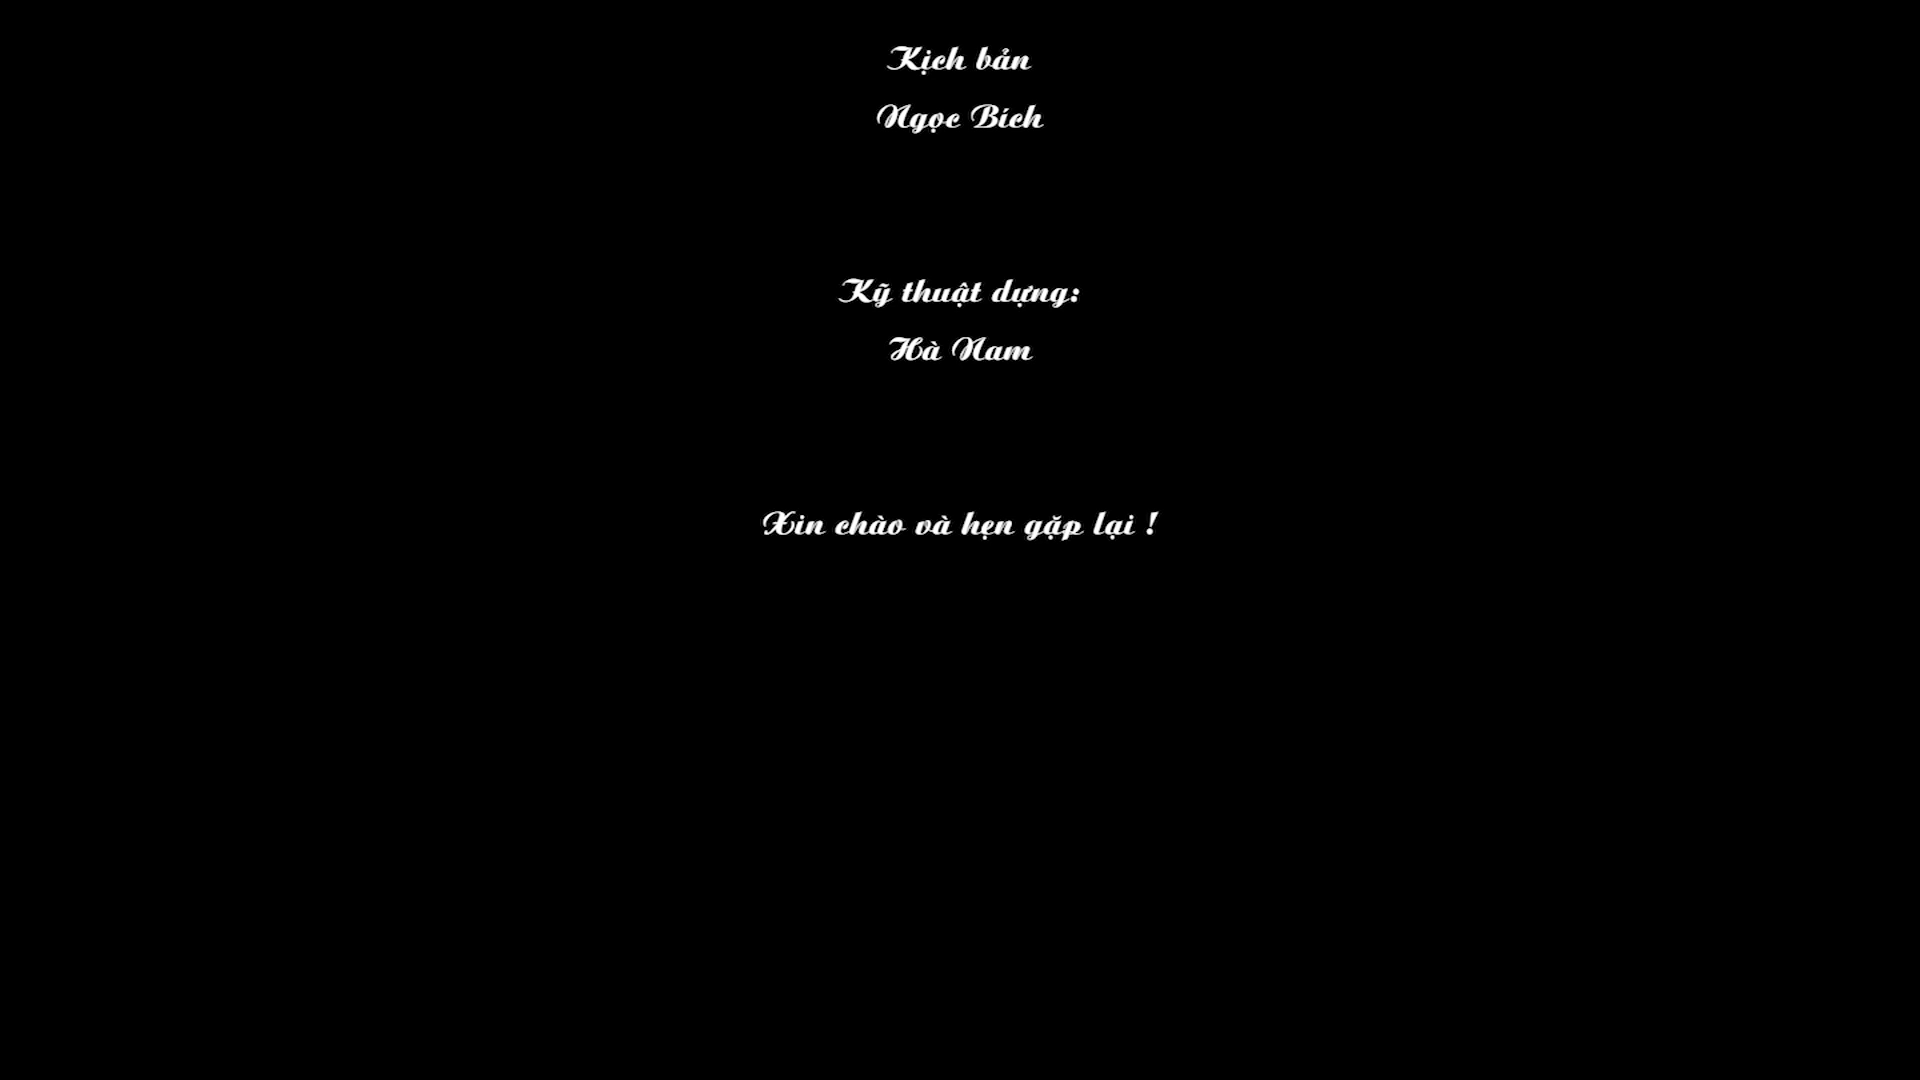 Kịch bản
Ngọc Bích
Kỹ thuật dựng:
Hà Nam
Xin chào và hẹn gặp lại !